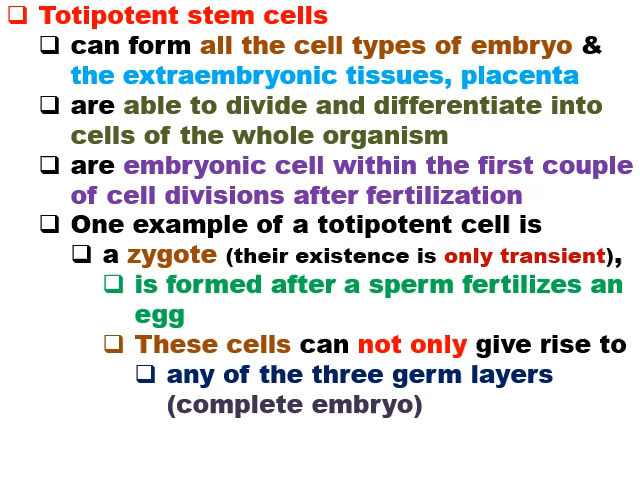 Totipotent stem cells
can form all the cell types of embryo &
the extraembryonic tissues, placenta
are able to divide and differentiate into
cells of the whole organism
are embryonic cell within the first couple
of cell divisions after fertilization
One example of a totipotent cell is
a zygote (their existence is only transient),
is formed after a sperm fertilizes an
egg
These cells can not only give rise to
any of the three germ layers
(complete embryo)